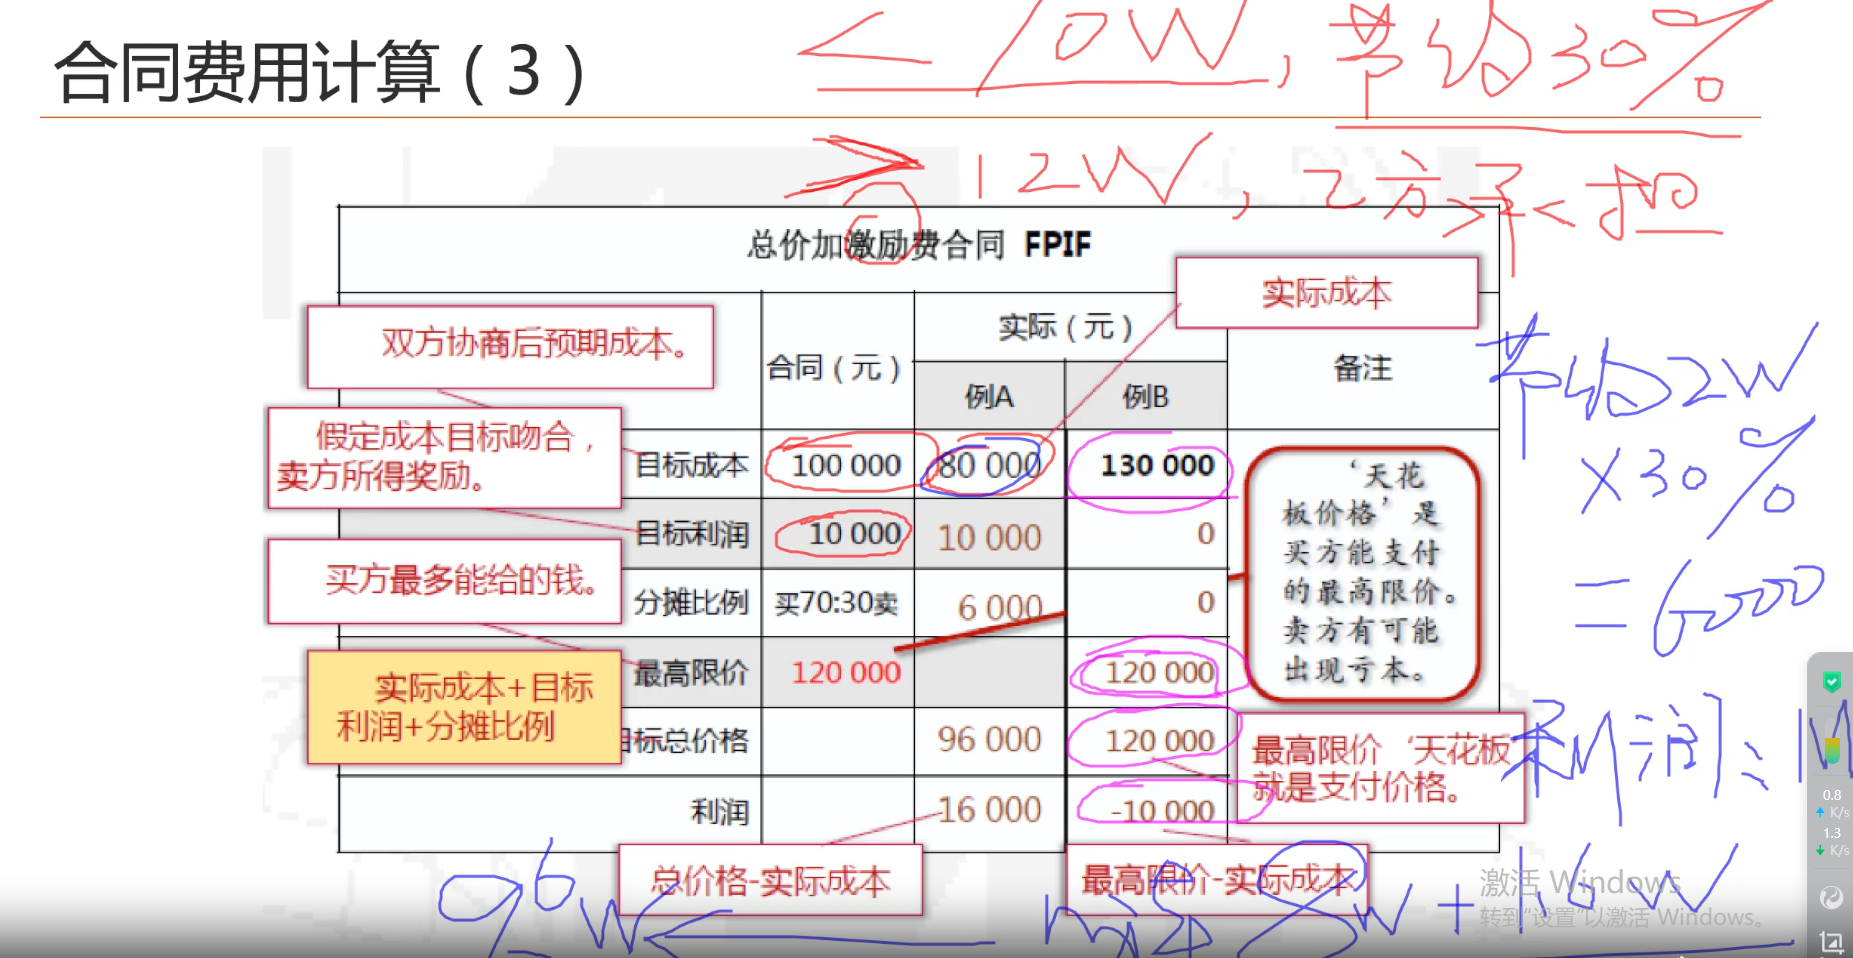 合同费用计算（3）
<10W，节约30%
≥12W，乙方承担
总价加激励费合同 FPIF
实际成本
双方协商后预期成本。
合同（元）
实际（元）
例A
例B
备注
节约2W
×30%
=6000
利润：1W
+1.6W
假定成本目标吻合，
卖方所得奖励。
目标成本
100 000
80 000
130 000
目标利润
10 000
10 000
0
买方最多能给的钱。
分摊比例
买70:30卖
6 000
0
最高限价
120 000
120 000
实际成本+目标
利润+分摊比例
目标总价格
96 000
120 000
利润
16 000
-10 000
‘天花
板价格’是
买方能支付
的最高限价。
卖方有可能
出现亏本。
最高限价‘天花板’
就是支付价格。
总价格-实际成本
最高限价-实际成本
9.6W
8W
激活 Windows
转到“设置”以激活 Windows。
0.8
K/s
1.3
K/s